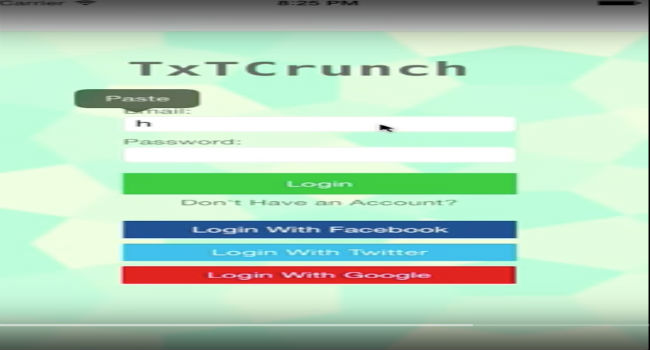 Carrier 8:25 PM
TxTCrunch
Paste
Email:
h
Password:
Login
Don't Have an Account?
Login With Facebook
Login With Twitter
Login With Google